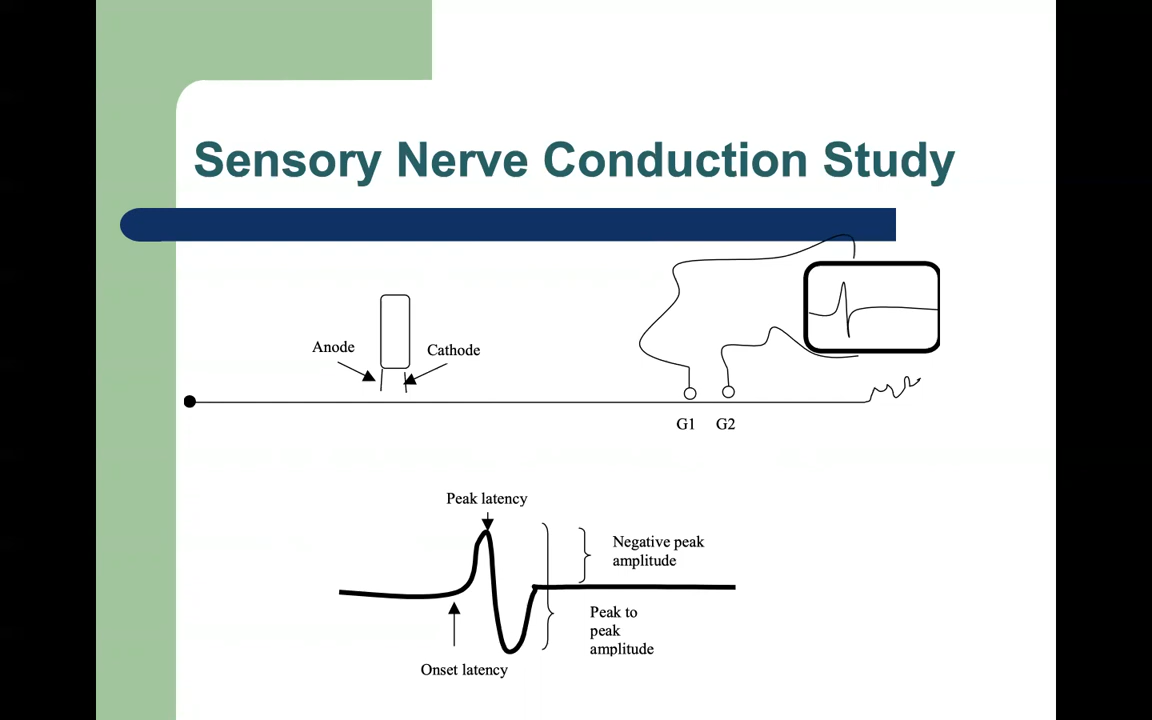 Sensory Nerve Conduction Study
Anode
Cathode
G1
G2
Peak latency
Negative peak
amplitude
Peak to
peak
amplitude
Onset latency